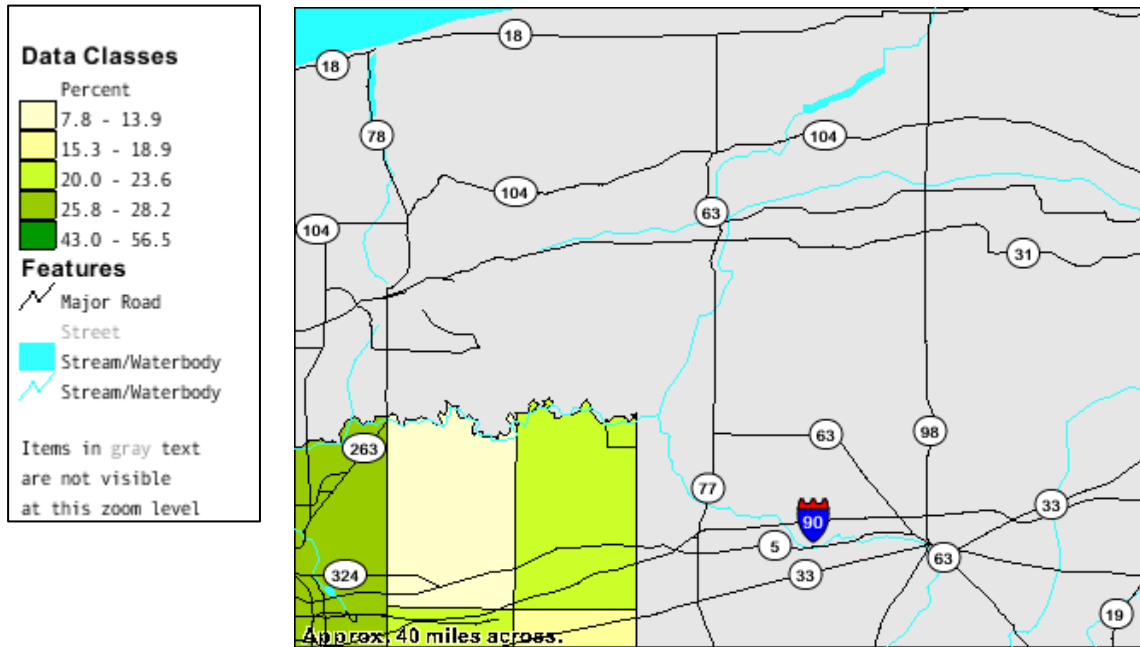 Data Classes
Percent
7.8 - 13.9
15.3 - 18.9
20.0 - 23.6
25.8 - 28.2
43.0 - 56.5
Features
Major Road
Street
Stream/Waterbody
Stream/Waterbody
Items in gray text
are not visible
at this zoom level
18
18
78
104
104
63
104
31
263
63
98
77
90
33
5
63
324
33
19
Approx. 40 miles across.